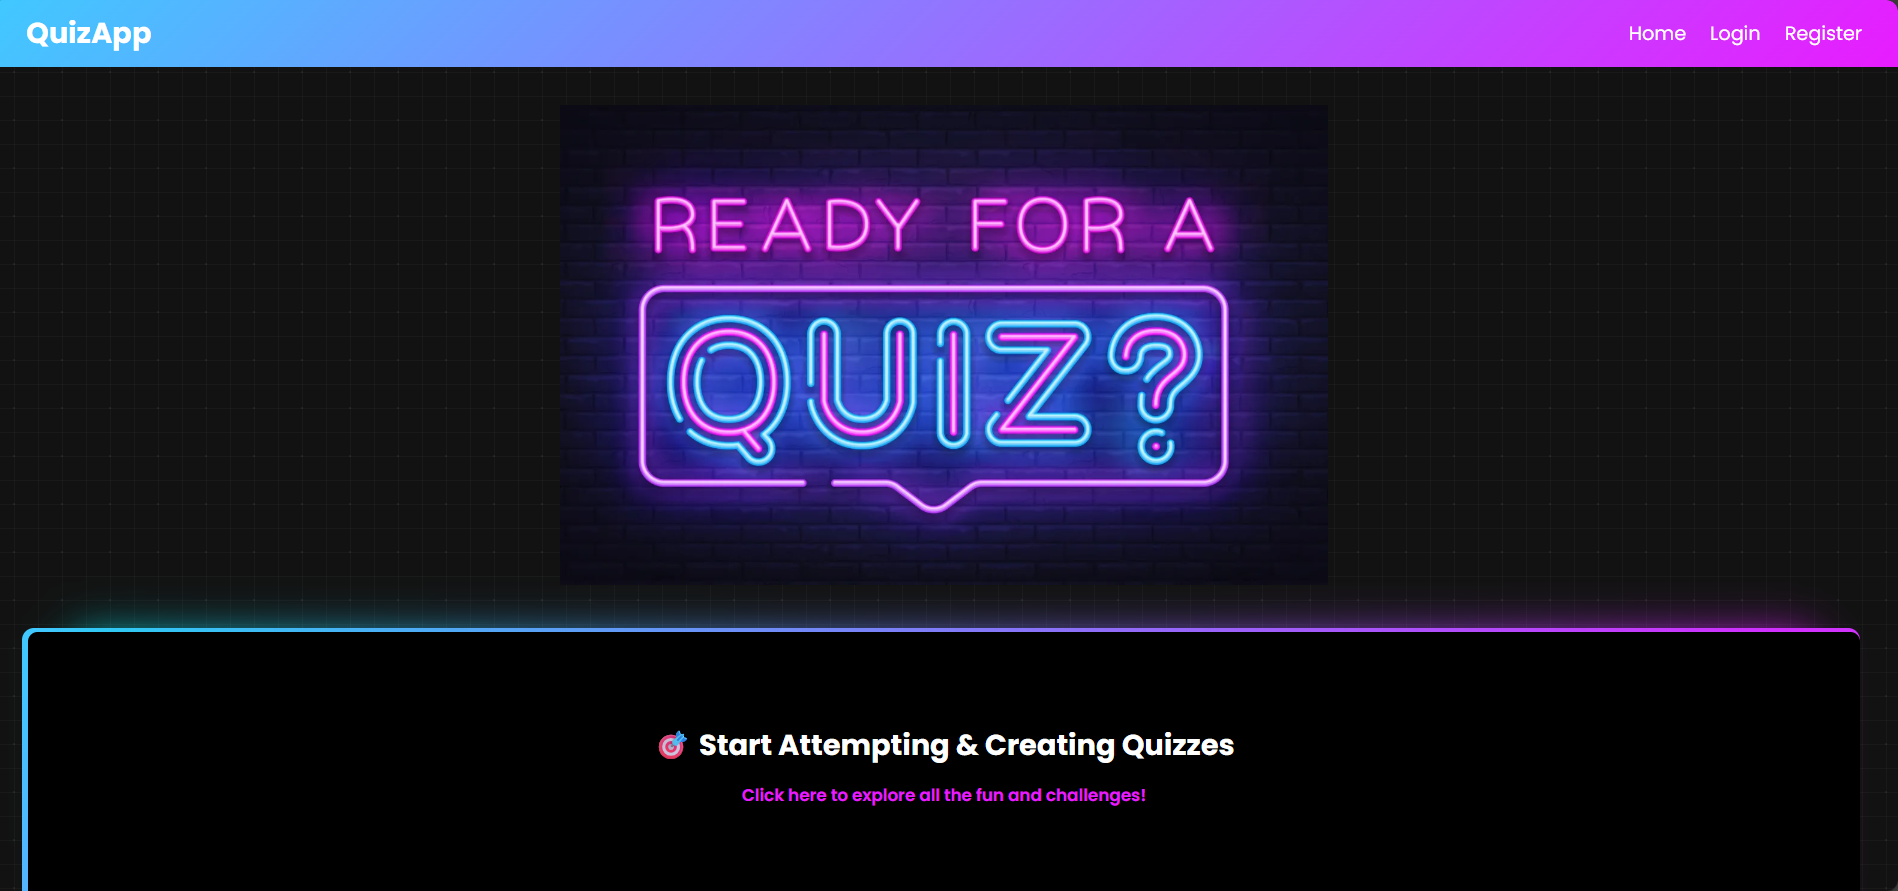 QuizApp
Home Login Register
READY FOR A
QUIZ?
🎯 Start Attempting & Creating Quizzes
Click here to explore all the fun and challenges!